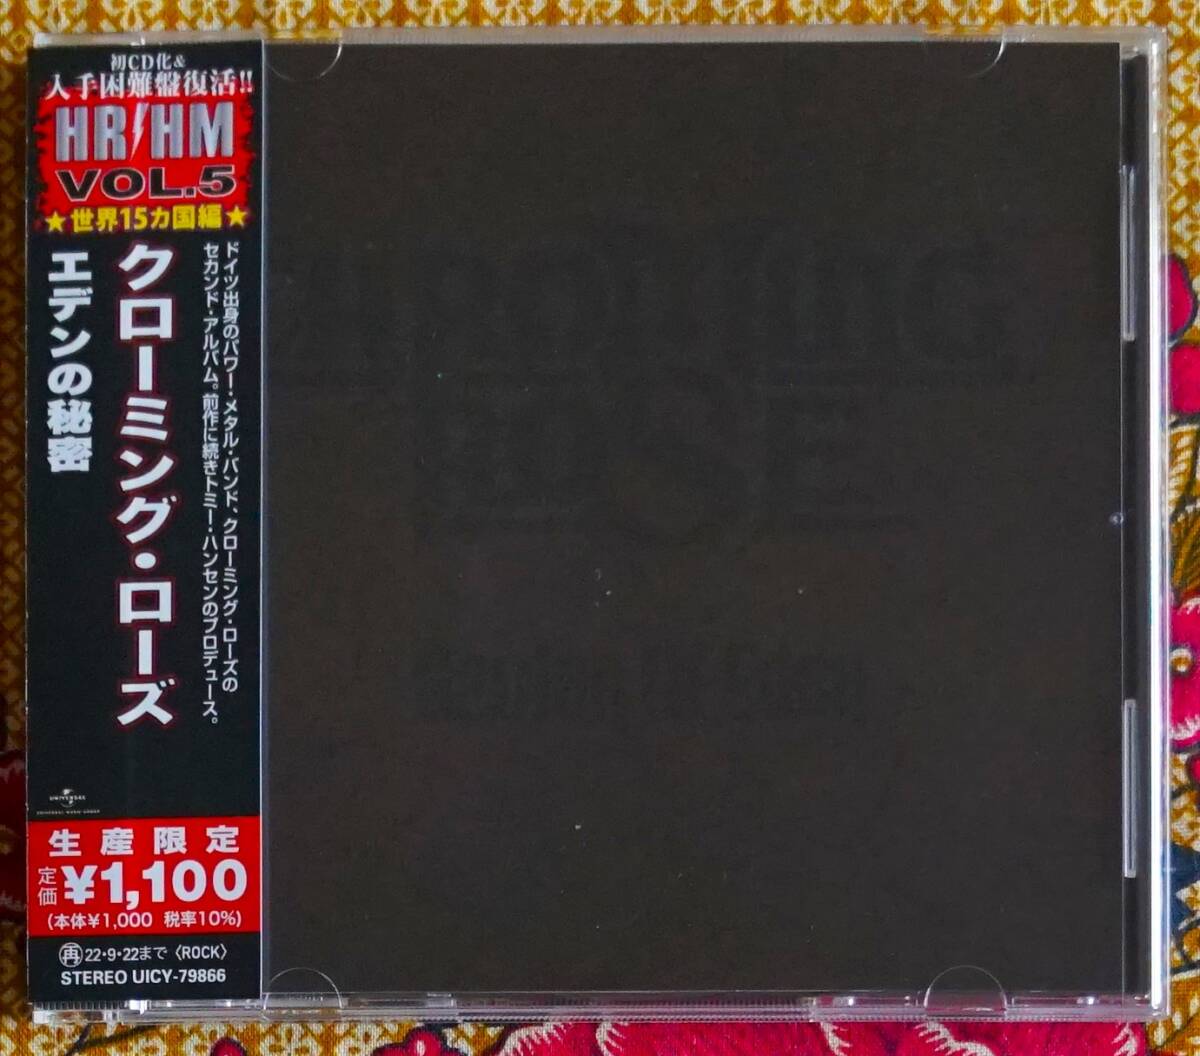 初CD化&
入手困難盤復活!!
HR/HM
VOL.5
★世界15カ国編★
ドイツ出身のパワー・メタル・バンド、クローミング・ローズの
セカンド・アルバム。前作に続きトミー・ハンセンのプロデュース。
クローミング・ローズ
エデンの秘密
UNIVERSAL
UNIVERSAL MUSIC GROUP
生産限定
定価 ¥1,100
(本体¥1,000 税率10%)
再 22・9・22まで〈ROCK〉
STEREO UICY-79866